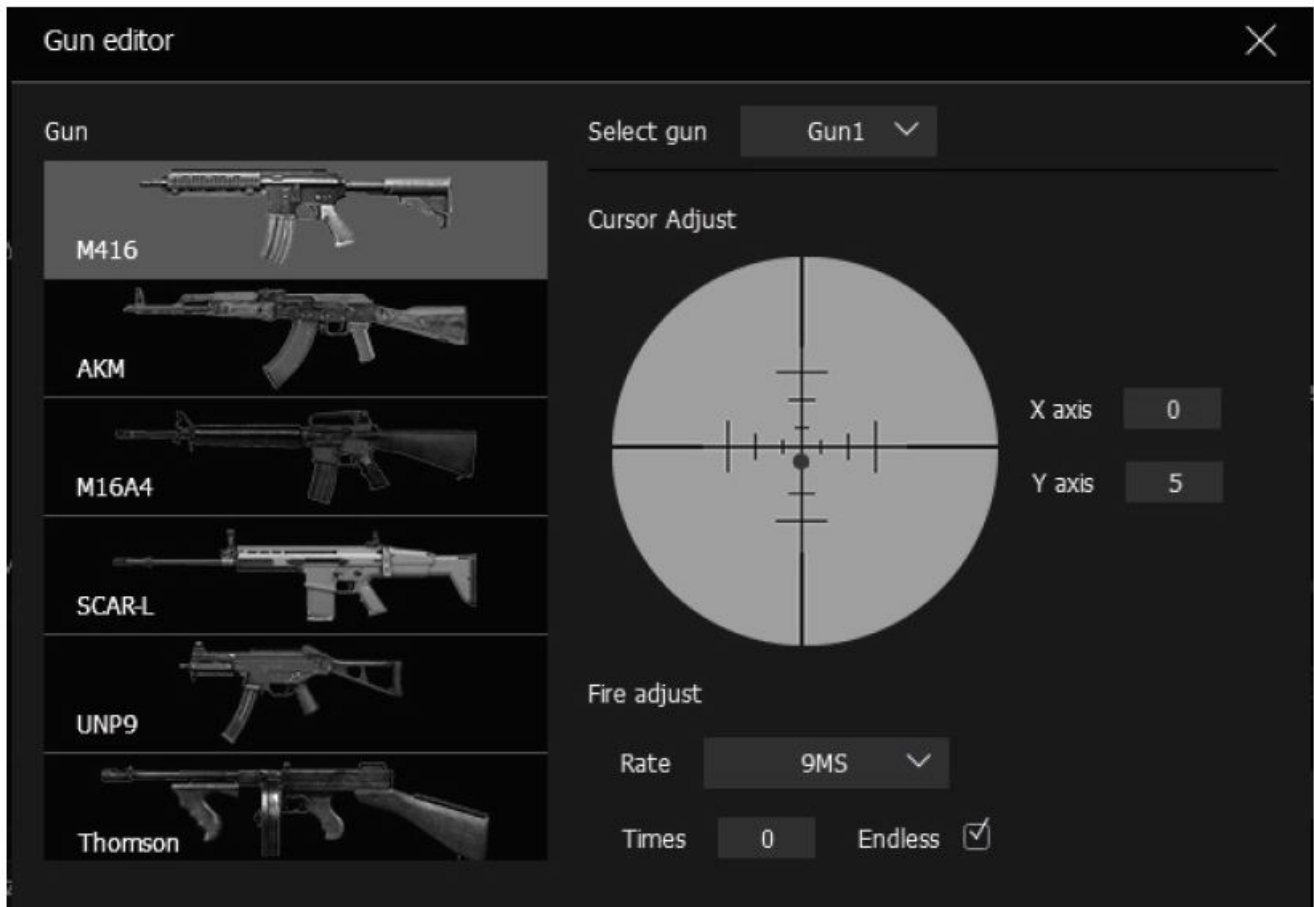 Gun editor
Gun
M416
AKM
M16A4
SCAR-L
UNP9
Thomson
Select gun Gun1
Cursor Adjust
X axis 0
Y axis 5
Fire adjust
Rate 9MS
Times 0 Endless